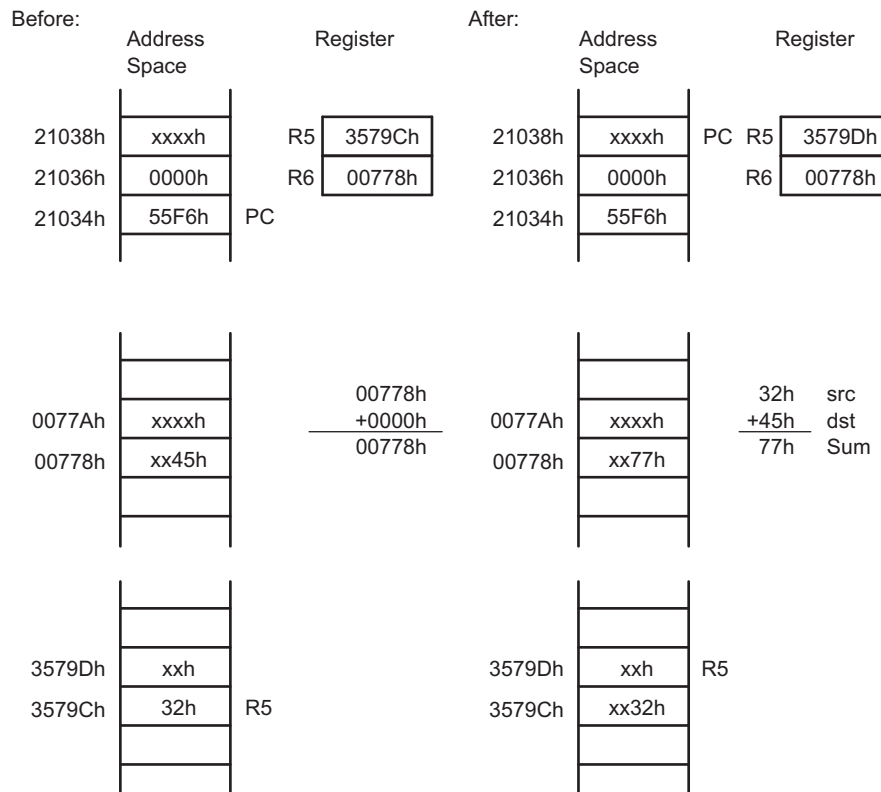 Before:
Address Space
Register
21038h xxxxh R5 3579Ch
21036h 0000h R6 00778h
21034h 55F6h PC
After:
Address Space
Register
21038h xxxxh PC R5 3579Dh
21036h 0000h R6 00778h
21034h 55F6h
00778h
0077Ah xxxxh +0000h
00778h xx45h 00778h
32h src
0077Ah xxxxh +45h dst
00778h xx77h 77h Sum
3579Dh xxh
3579Ch 32h R5
3579Dh xxh R5
3579Ch xx32h